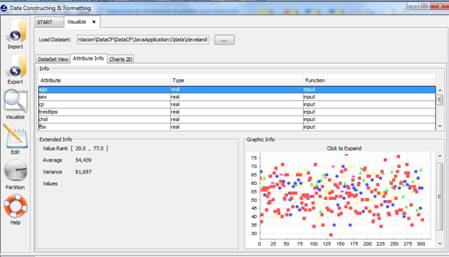 Data Constructing & Formatting
START
Visualize
Load Dataset:
ntacion\DataCF\DataCF\JavaApplication1\data\cleveland
...
Import
Export
Visualize
Edit
Partition
Help
DataSet View
Attribute Info
Charts 2D
Info
Attribute Type Function
age real input
sex real input
cp real input
trestbps real input
chol real input
fbs real input
Extended Info
Value Rank [ 29.0 , 77.0 ]
Average 54,439
Variance 81,697
Values
Graphic Info
Click to Expand
75
70
65
60
55
50
45
40
35
30
0 25 50 75 100 125 150 175 200 225 250 275 300